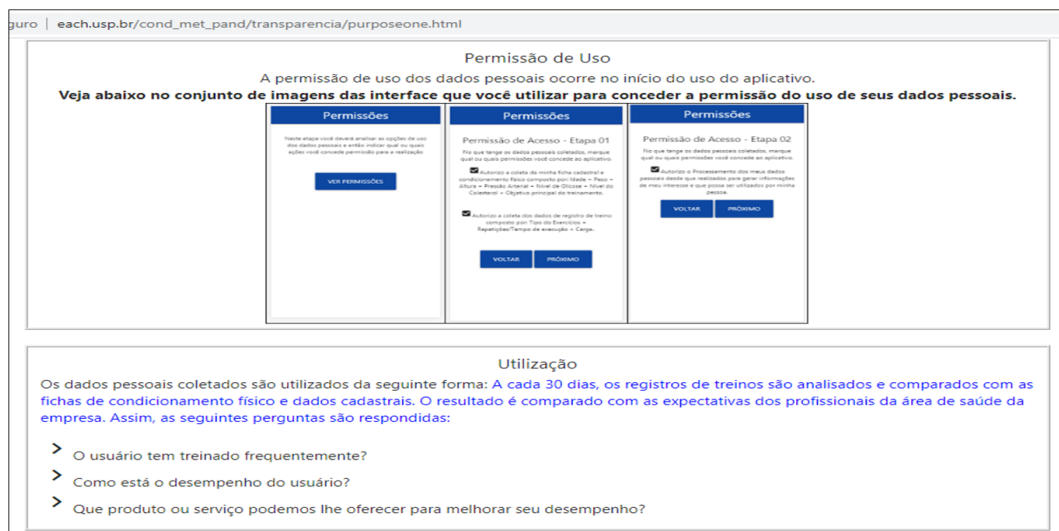 guro | each.usp.br/cond_met_pand/transparencia/purposeone.html
Permissão de Uso
A permissão de uso dos dados pessoais ocorre no início do uso do aplicativo.
Veja abaixo no conjunto de imagens das interface que você utilizar para conceder a permissão do uso de seus dados pessoais.
Permissões
Neste etapa você deverá analisar as opções de uso
dos dados pessoais e então indicar qual ou quais
ações você concede permissão para a realização
VER PERMISSÕES
Permissões
Permissão de Acesso - Etapa 01
No que tange os dados pessoais coletados, marque
qual ou quais permissões você concede ao aplicativo.
Autorizo a coleta da minha ficha cadastral e
condicionamento físico composto por: Idade + Peso +
Altura + Pressão Arterial + Nível de Glicose + Nível do
Colesterol + Objetivo principal do treinamento.
Autorizo a coleta dos dados de registro de treino
composto por: Tipo do Exercícios +
Repetições/Tempo de execução + Carga.
VOLTAR PRÓXIMO
Permissões
Permissão de Acesso - Etapa 02
No que tange os dados pessoais coletados, marque
qual ou quais permissões você concede ao aplicativo.
Autorizo o Processamento dos meus dados
pessoais desde que realizados para gerar informações
de meu interesse e que possa ser utilizados por minha
pessoa.
VOLTAR PRÓXIMO
Utilização
Os dados pessoais coletados são utilizados da seguinte forma: A cada 30 dias, os registros de treinos são analisados e comparados com as
fichas de condicionamento físico e dados cadastrais. O resultado é comparado com as expectativas dos profissionais da área de saúde da
empresa. Assim, as seguintes perguntas são respondidas:
> O usuário tem treinado frequentemente?
> Como está o desempenho do usuário?
> Que produto ou serviço podemos lhe oferecer para melhorar seu desempenho?